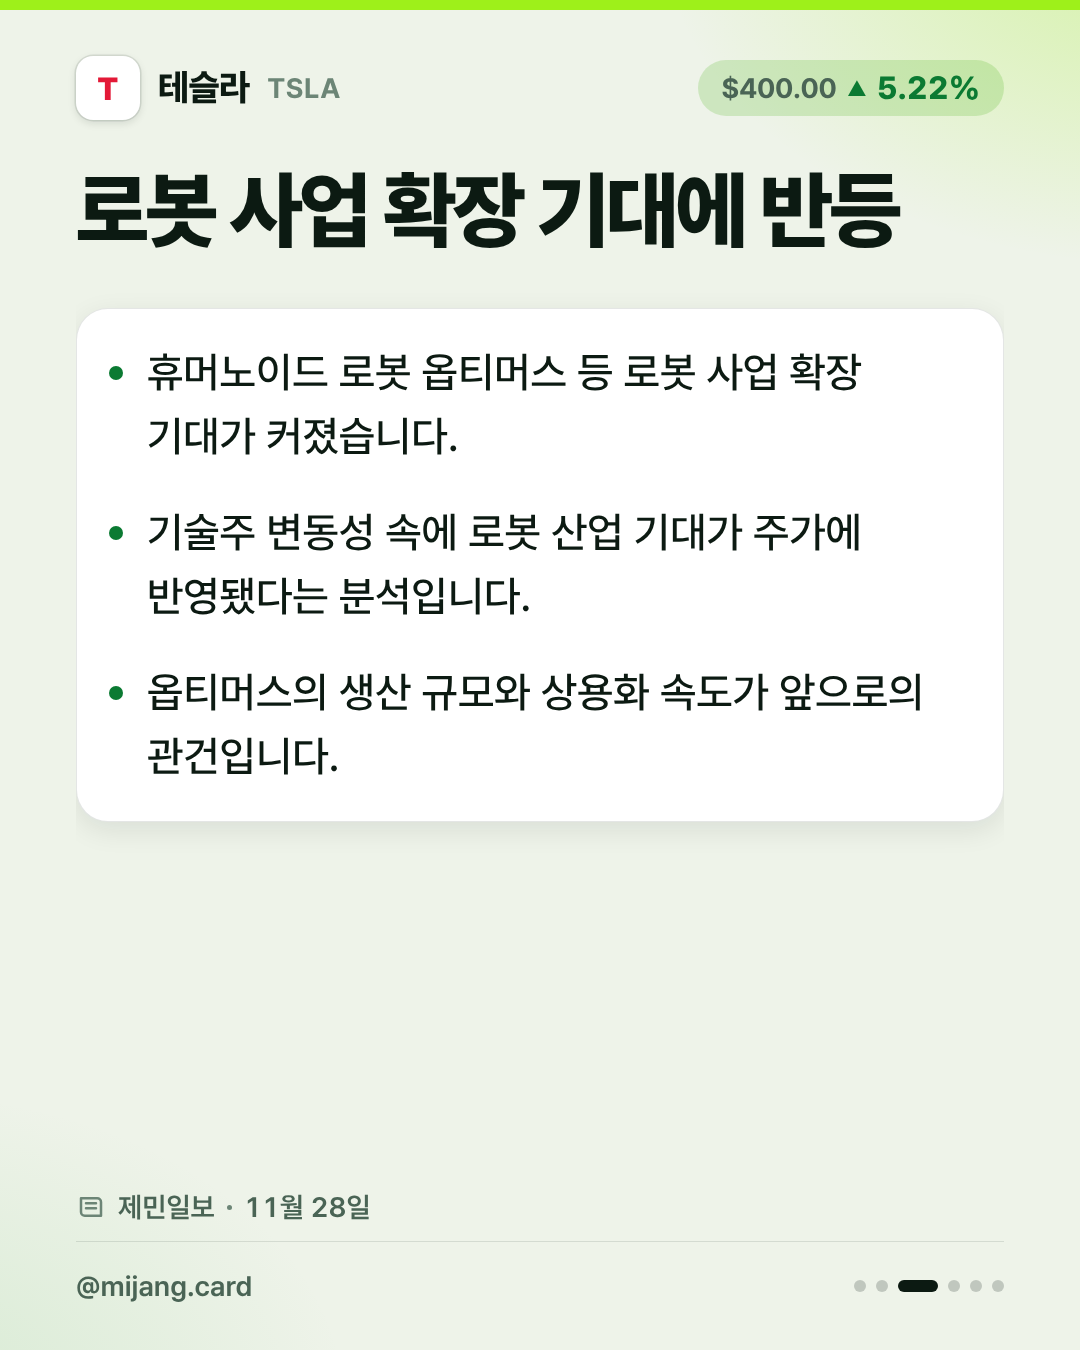 T 테슬라 TSLA $400.00 ▲ 5.22%
로봇 사업 확장 기대에 반등
• 휴머노이드 로봇 옵티머스 등 로봇 사업 확장
기대가 커졌습니다.
• 기술주 변동성 속에 로봇 산업 기대가 주가에
반영됐다는 분석입니다.
• 옵티머스의 생산 규모와 상용화 속도가 앞으로의
관건입니다.
제민일보 · 11월 28일
@mijang.card